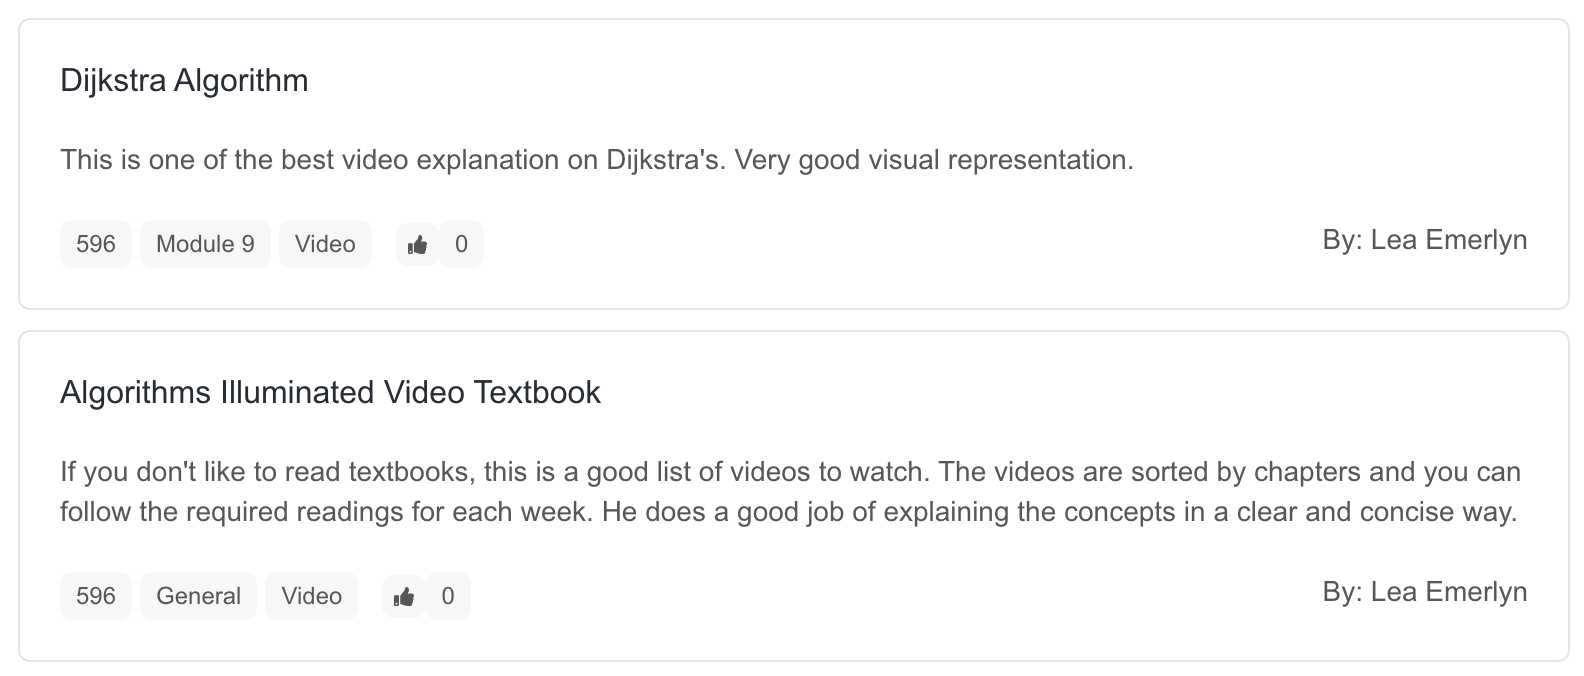 Dijkstra Algorithm
This is one of the best video explanation on Dijkstra's. Very good visual representation.
596 Module 9 Video 0 By: Lea Emerlyn
Algorithms Illuminated Video Textbook
If you don't like to read textbooks, this is a good list of videos to watch. The videos are sorted by chapters and you can
follow the required readings for each week. He does a good job of explaining the concepts in a clear and concise way.
596 General Video 0 By: Lea Emerlyn